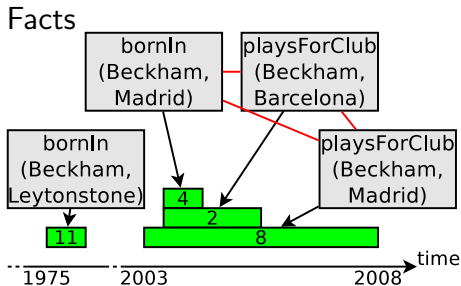 Facts
bornIn
(Beckham,
Madrid)
playsForClub
(Beckham,
Barcelona)
bornIn
(Beckham,
Leytonstone)
playsForClub
(Beckham,
Madrid)
4
2
11
8
time
1975
2003
2008